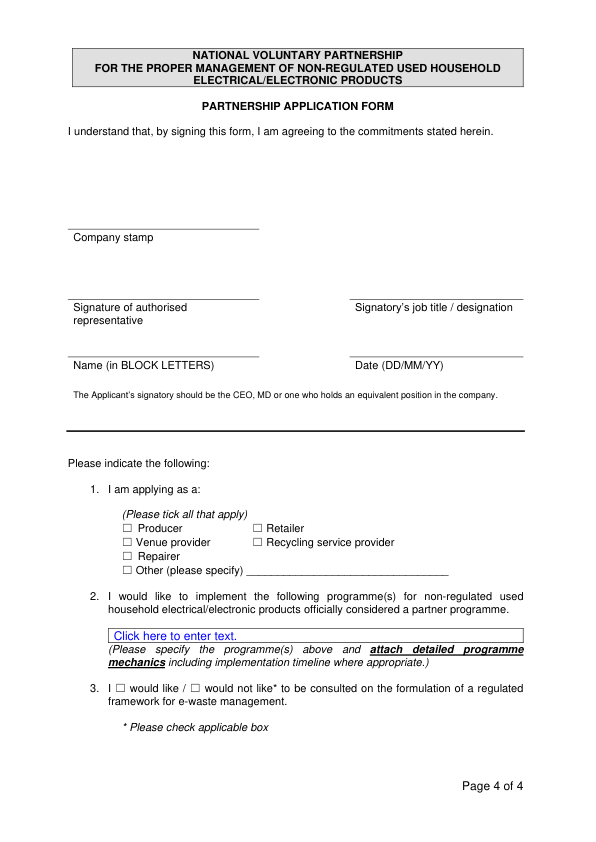 NATIONAL VOLUNTARY PARTNERSHIP
FOR THE PROPER MANAGEMENT OF NON-REGULATED USED HOUSEHOLD
ELECTRICAL/ELECTRONIC PRODUCTS
PARTNERSHIP APPLICATION FORM
I understand that, by signing this form, I am agreeing to the commitments stated herein.
Company stamp
Signature of authorised
representative
Signatory's job title / designation
Name (in BLOCK LETTERS)
Date (DD/MM/YY)
The Applicant's signatory should be the CEO, MD or one who holds an equivalent position in the company.
Please indicate the following:
1. I am applying as a:
(Please tick all that apply)
☐ Producer ☐ Retailer
☐ Venue provider ☐ Recycling service provider
☐ Repairer
☐ Other (please specify) __________________________________
2. I would like to implement the following programme(s) for non-regulated used
household electrical/electronic products officially considered a partner programme.
Click here to enter text.
(Please specify the programme(s) above and attach detailed programme
mechanics including implementation timeline where appropriate.)
3. I ☐ would like / ☐ would not like* to be consulted on the formulation of a regulated
framework for e-waste management.
* Please check applicable box
Page 4 of 4